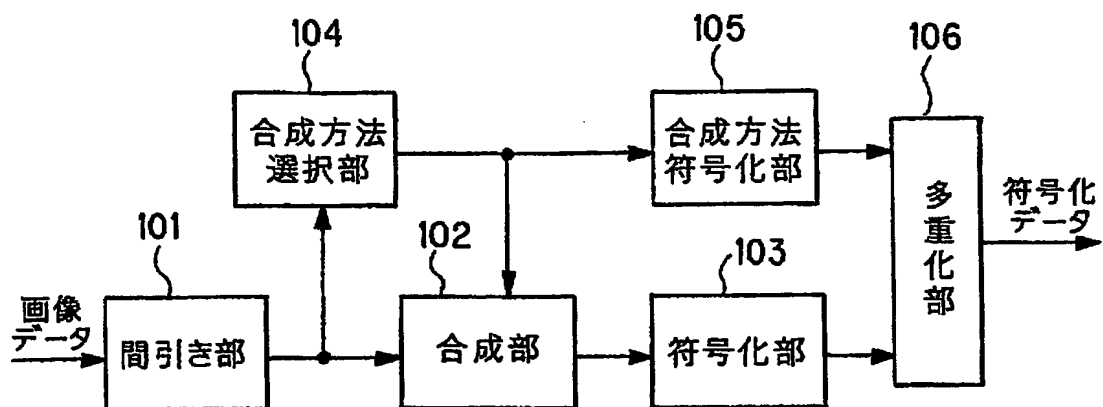 104
合成方法
選択部
105
合成方法
符号化部
106
多重化部
符号化
データ
101
画像
データ
間引き部
102
合成部
103
符号化部